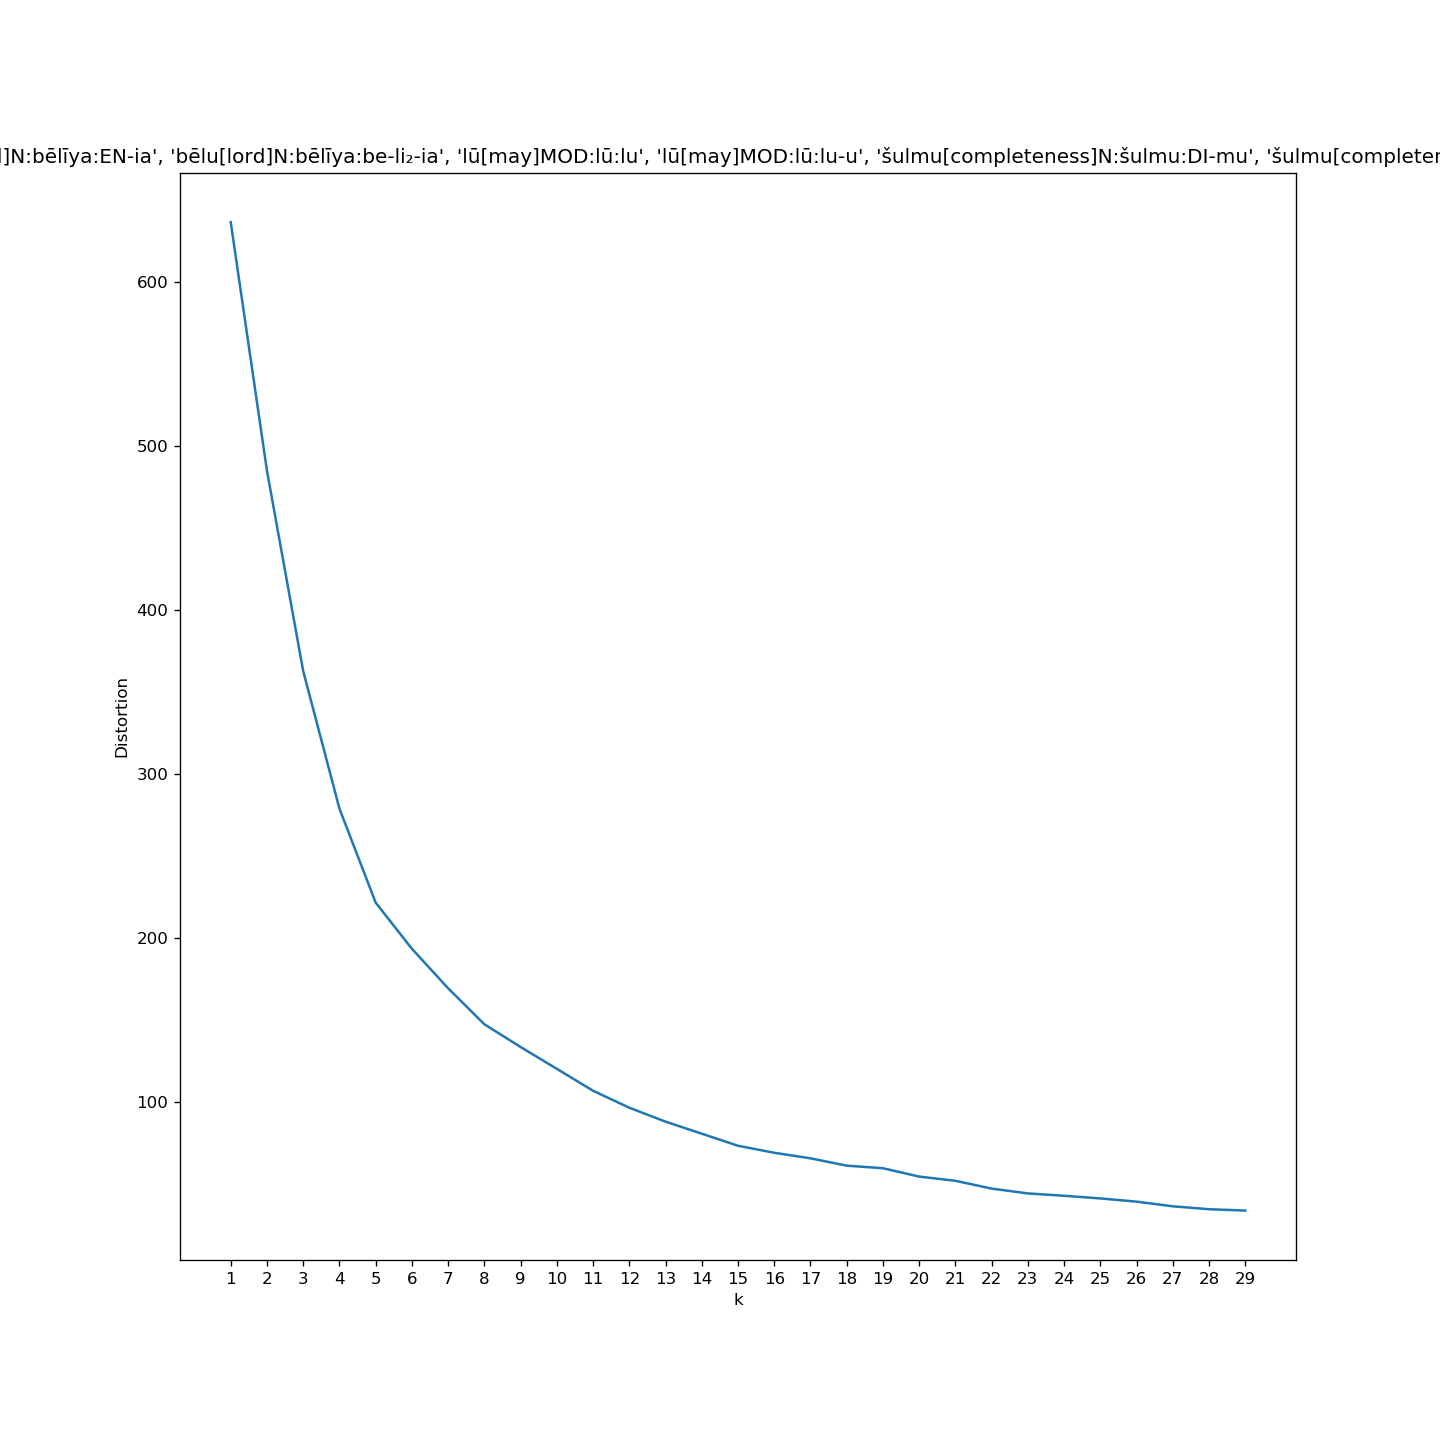 ]N:bēlīya:EN-ia', 'bēlu[lord]N:bēlīya:be-li₂-ia', 'lū[may]MOD:lū:lu', 'lū[may]MOD:lū:lu-u', 'šulmu[completeness]N:šulmu:DI-mu', 'šulmu[completen
600
500
400
300
200
100
Distortion
1 2 3 4 5 6 7 8 9 10 11 12 13 14 15 16 17 18 19 20 21 22 23 24 25 26 27 28 29
k